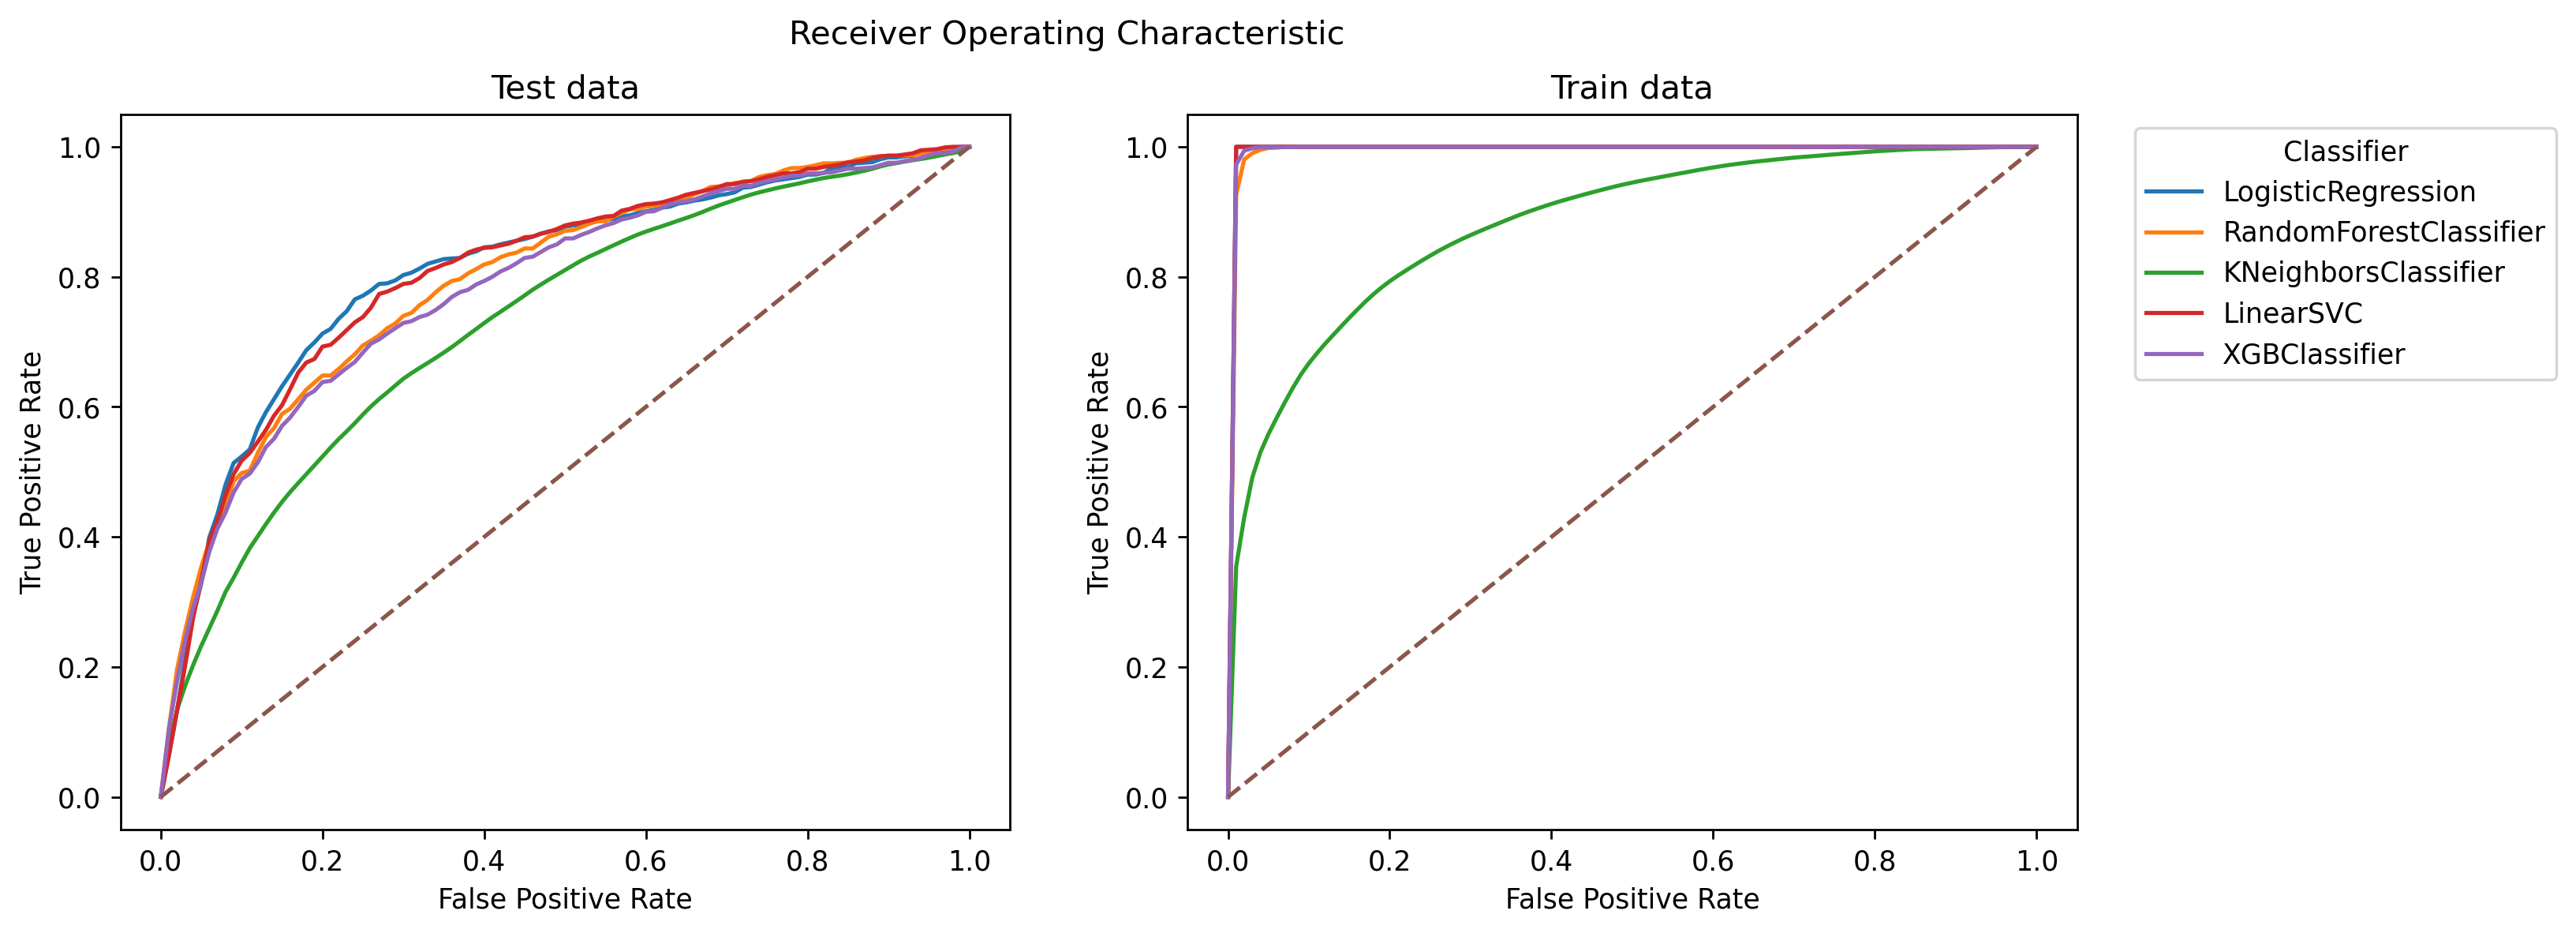 Receiver Operating Characteristic
Test data
1.0
0.8
0.6
0.4
0.2
0.0
True Positive Rate
0.0 0.2 0.4 0.6 0.8 1.0
False Positive Rate
Train data
1.0
0.8
0.6
0.4
0.2
0.0
True Positive Rate
0.0 0.2 0.4 0.6 0.8 1.0
False Positive Rate
Classifier
LogisticRegression
RandomForestClassifier
KNeighborsClassifier
LinearSVC
XGBClassifier